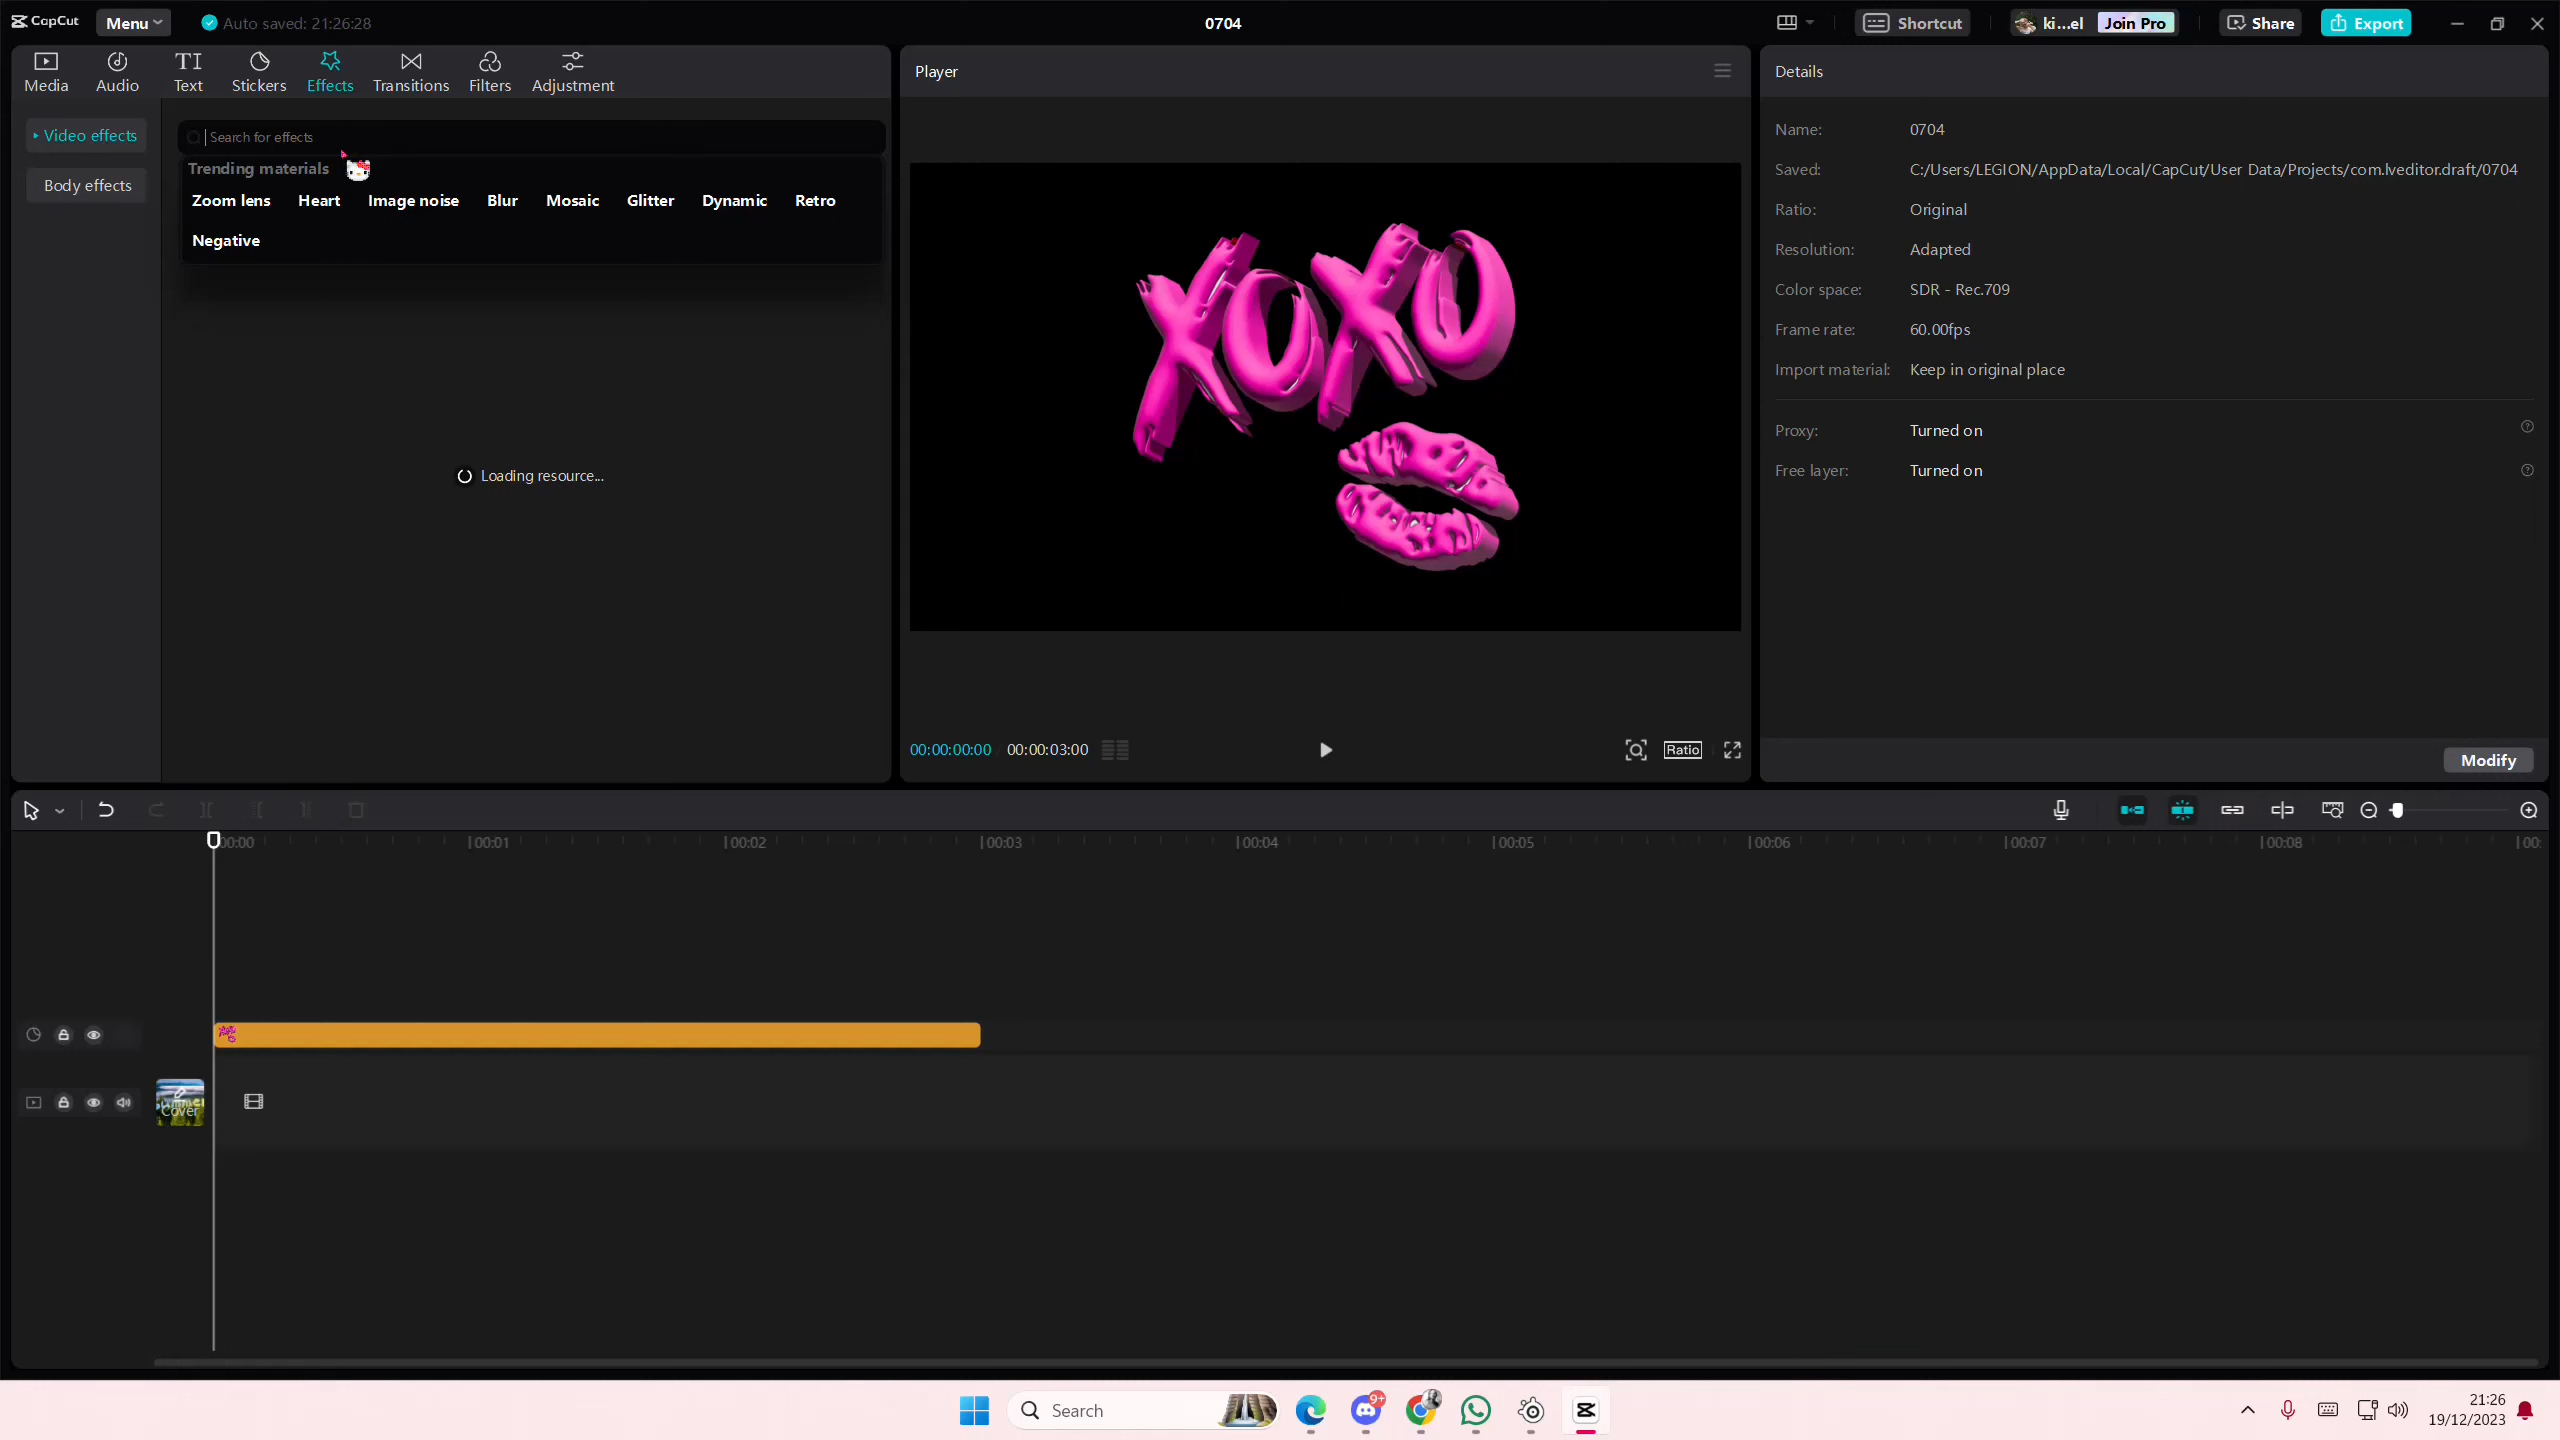 CapCut
Menu
Auto saved: 21:26:28
0704
Shortcut
ki...el
Join Pro
Share
Export
Media
Audio
Text
Stickers
Effects
Transitions
Filters
Adjustment
Player
Details
Video effects
Body effects
Search for effects
Trending materials
Zoom lens
Heart
Image noise
Blur
Mosaic
Glitter
Dynamic
Retro
Negative
Loading resource...
XOXO
Name:
0704
Saved:
C:/Users/LEGION/AppData/Local/CapCut/User Data/Projects/com.lveditor.draft/0704
Ratio:
Original
Resolution:
Adapted
Color space:
SDR - Rec.709
Frame rate:
60.00fps
Import material:
Keep in original place
Proxy:
Turned on
Free layer:
Turned on
00:00:00:00
00:00:03:00
Ratio
Modify
00:00
00:01
00:02
00:03
00:04
00:05
00:06
00:07
00:08
00:
Cover
Search
9+
21:26
19/12/2023